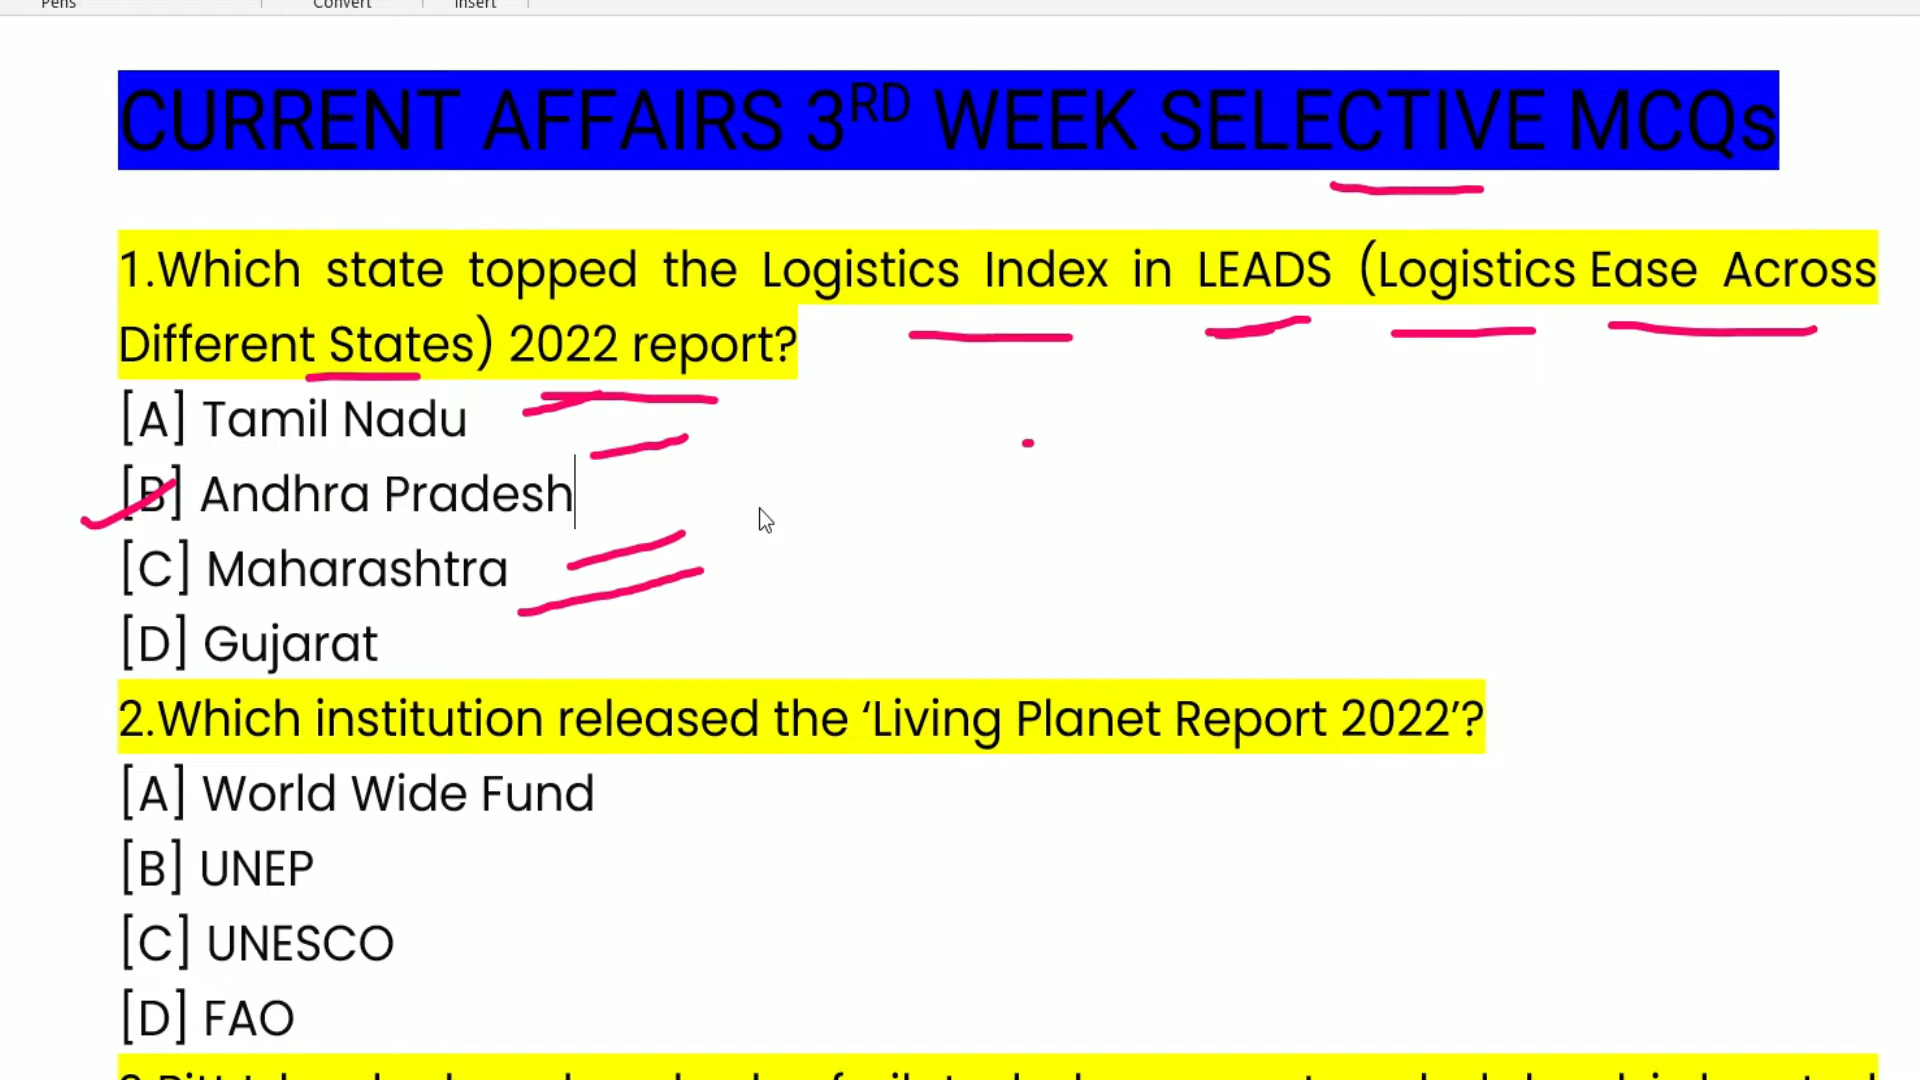 Pens Convert Insert
CURRENT AFFAIRS 3RD WEEK SELECTIVE MCQs
1.Which state topped the Logistics Index in LEADS (Logistics Ease Across
Different States) 2022 report?
[A] Tamil Nadu
[B] Andhra Pradesh
[C] Maharashtra
[D] Gujarat
2.Which institution released the ‘Living Planet Report 2022’?
[A] World Wide Fund
[B] UNEP
[C] UNESCO
[D] FAO